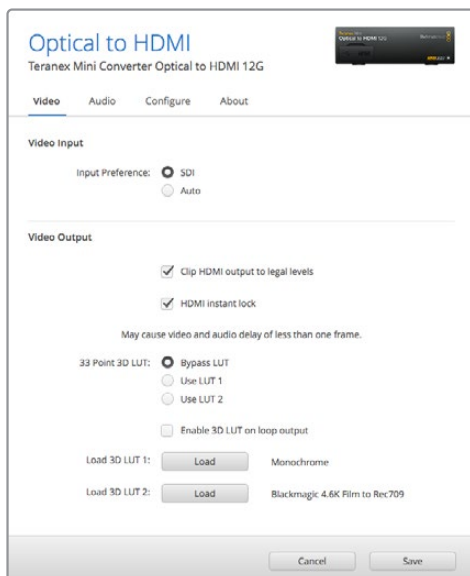 Optical to HDMI
Teranex Mini Converter Optical to HDMI 12G
Optical to HDMI 12G
Video Audio Configure About
Video Input
Input Preference: SDI
Auto
Video Output
Clip HDMI output to legal levels
HDMI instant lock
May cause video and audio delay of less than one frame.
33 Point 3D LUT: Bypass LUT
Use LUT 1
Use LUT 2
Enable 3D LUT on loop output
Load 3D LUT 1: Load Monochrome
Load 3D LUT 2: Load Blackmagic 4.6K Film to Rec709
Cancel Save